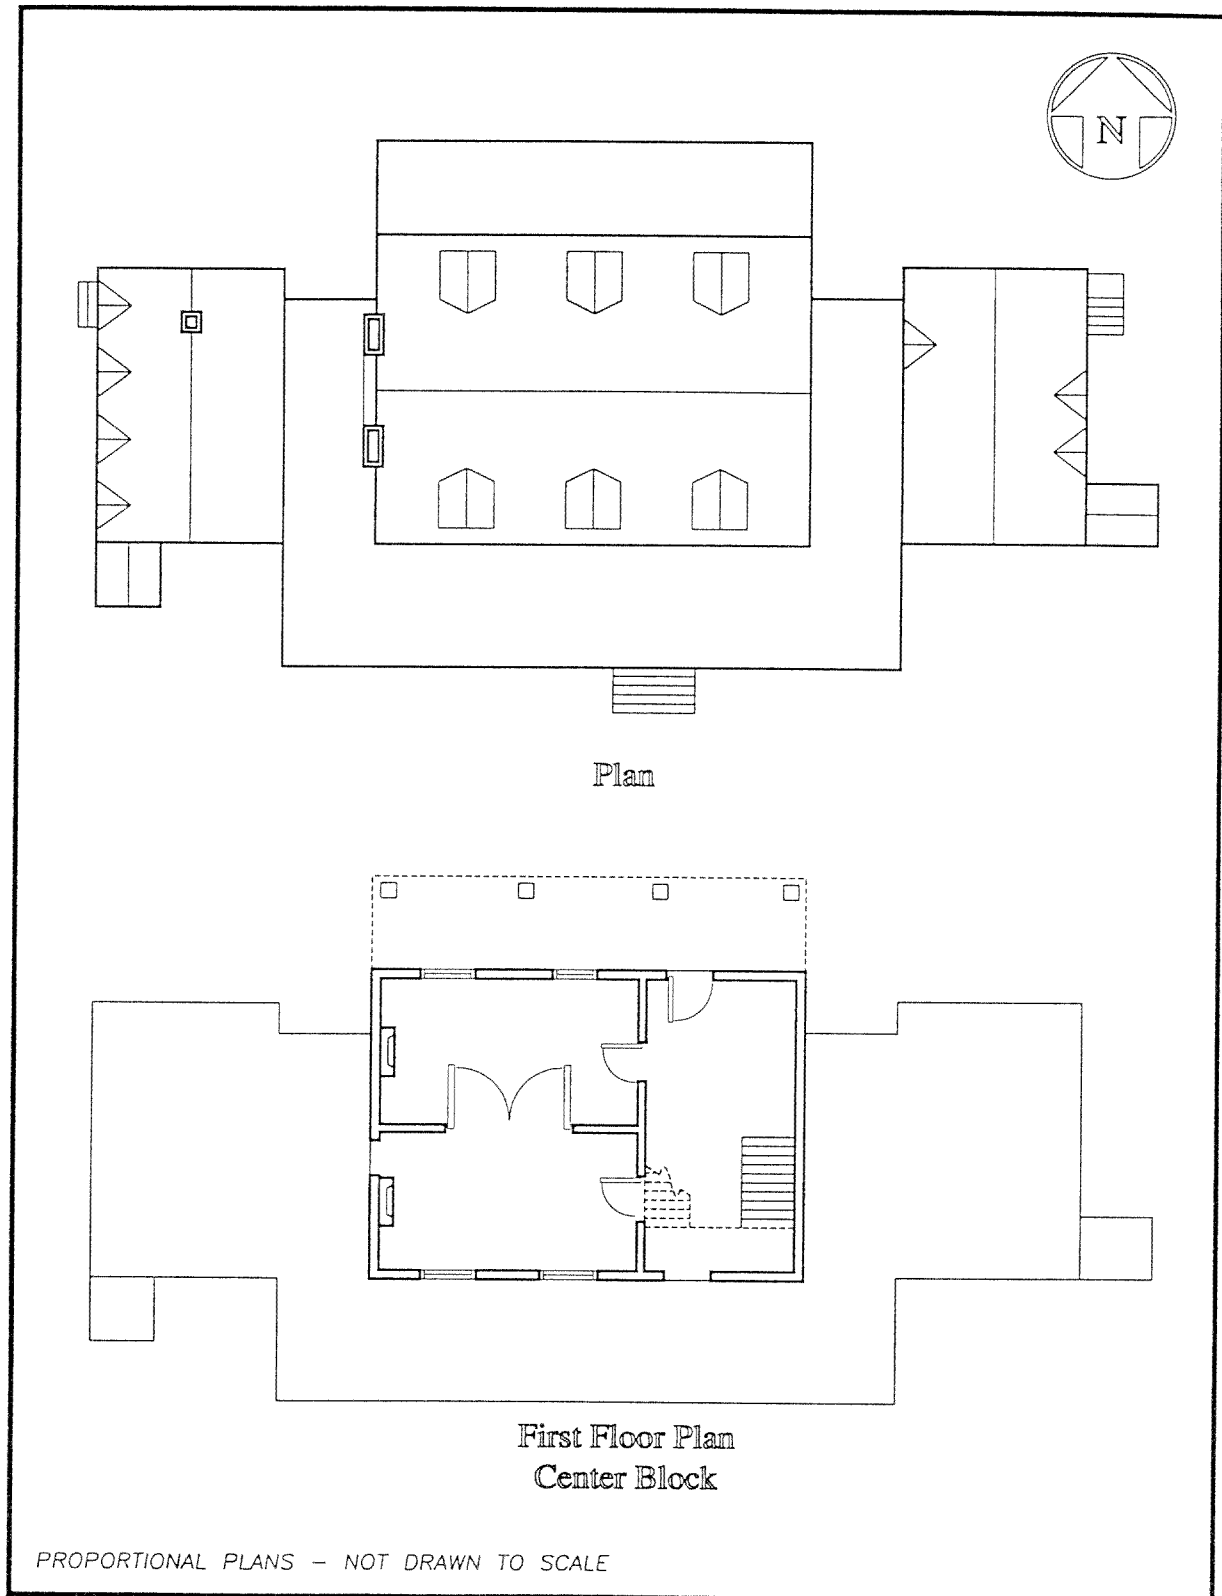 N
Plan
First Floor Plan
Center Block
PROPORTIONAL PLANS – NOT DRAWN TO SCALE